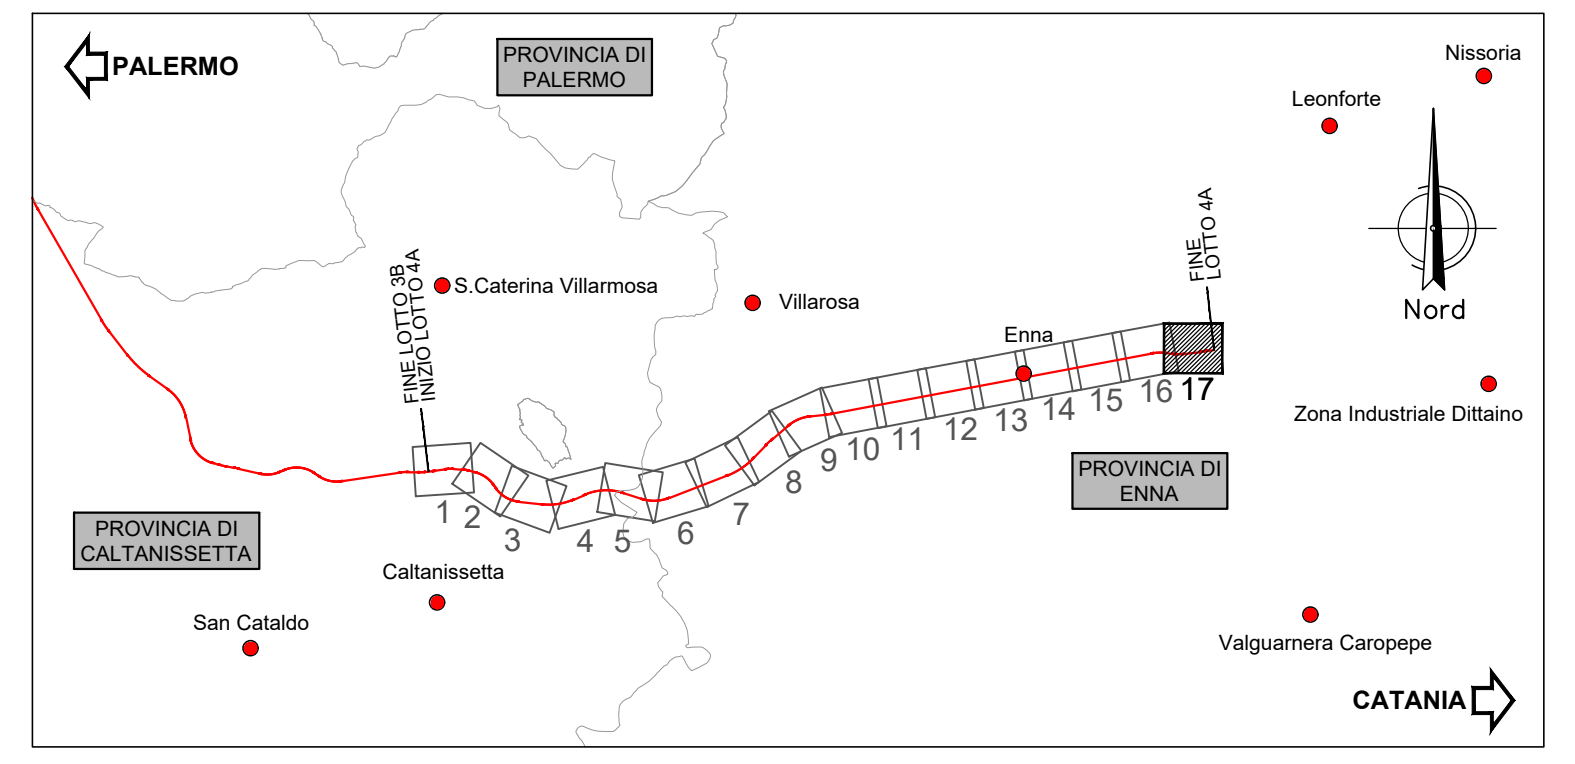 PALERMO
PROVINCIA DI
PALERMO
Nissoria
Leonforte
FINE
LOTTO 4A
FINE LOTTO 3B
INIZIO LOTTO 4A
S.Caterina Villarmosa
Villarosa
Nord
Enna
Zona Industriale Dittaino
1
2
3
4
5
6
7
8
9
10
11
12
13
14
15
16
17
PROVINCIA DI
ENNA
PROVINCIA DI
CALTANISSETTA
Caltanissetta
San Cataldo
Valguarnera Caropepe
CATANIA